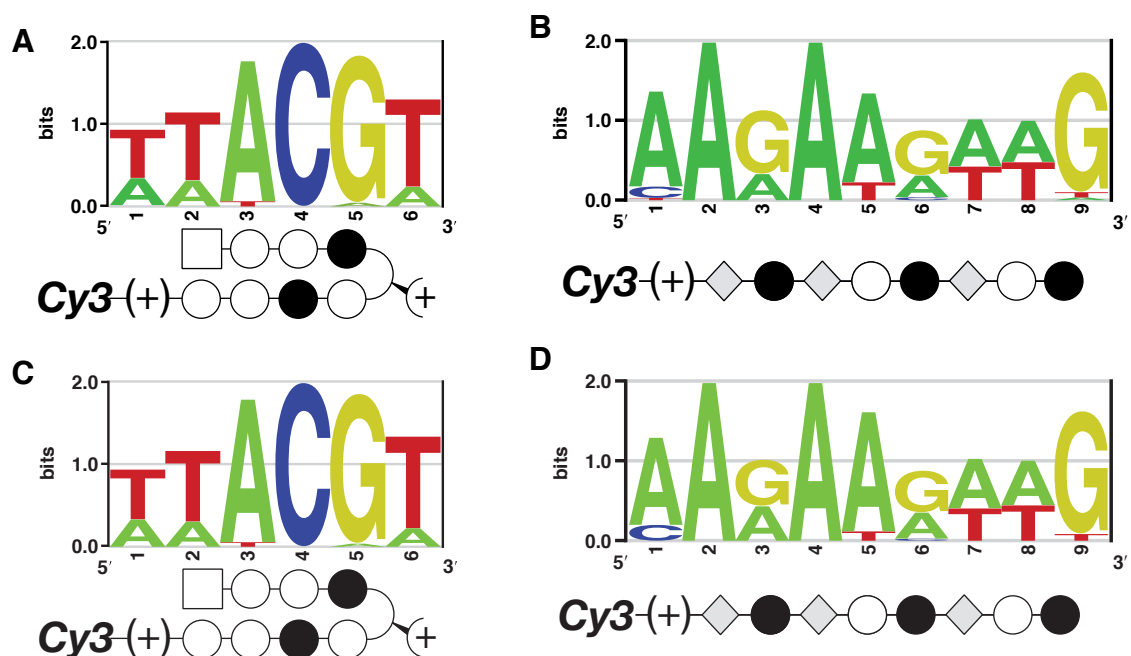 A
2.0
bits
1.0
0.0
T T A C G T
A A T A
1 2 3 4 5 6
5′ 3′
Cy3 (+) (+
B
2.0
bits
1.0
0.0
A A G A A G A A G
C A T A T T T
1 2 3 4 5 6 7 8 9
5′ 3′
Cy3 (+)
C
2.0
bits
1.0
0.0
T T A C G T
A A T A
1 2 3 4 5 6
5′ 3′
Cy3 (+) (+
D
2.0
bits
1.0
0.0
A A G A A G A A G
C A T A T T T
1 2 3 4 5 6 7 8 9
5′ 3′
Cy3 (+)